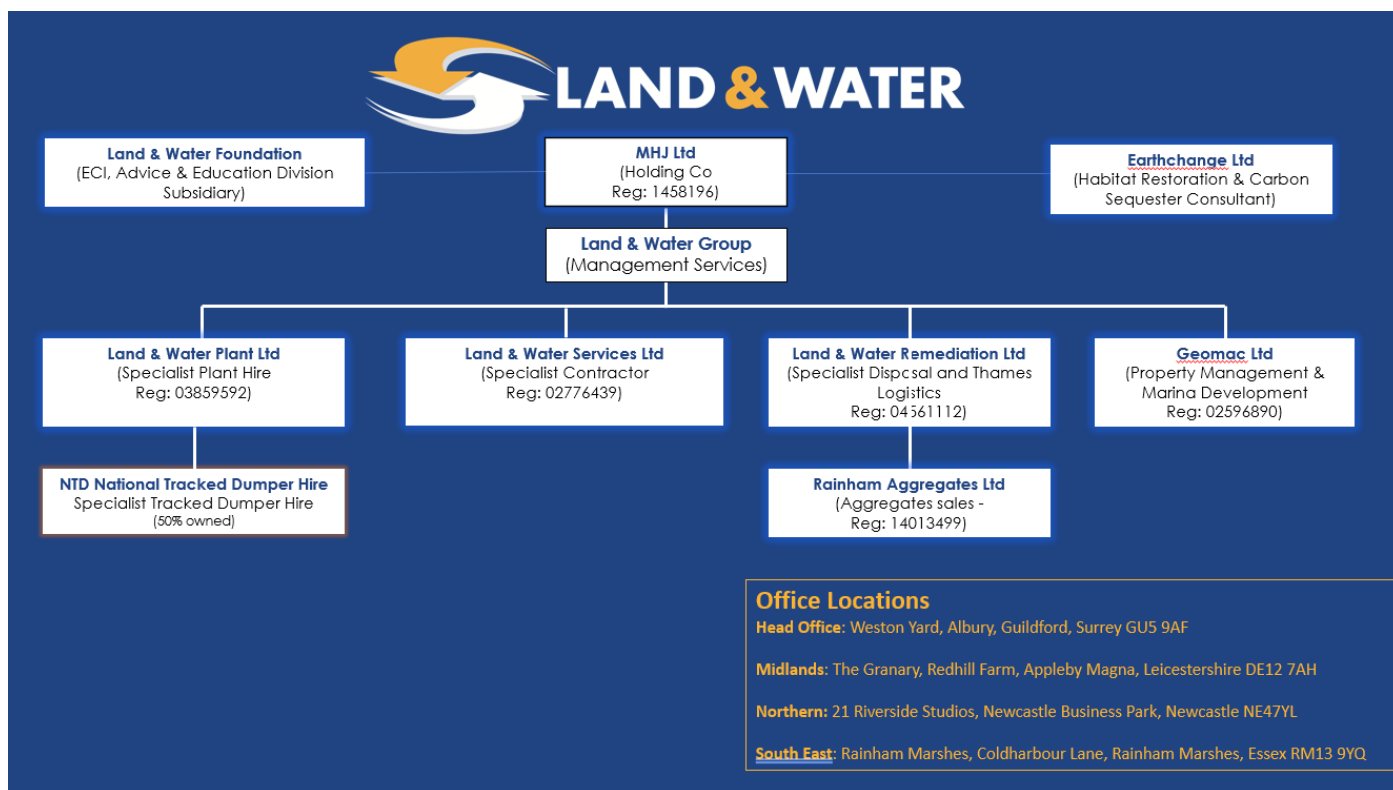 LAND & WATER
Land & Water Foundation
(ECI, Advice & Education Division
Subsidiary)
MHJ Ltd
(Holding Co
Reg: 1458196)
Earthchange Ltd
(Habitat Restoration & Carbon
Sequester Consultant)
Land & Water Group
(Management Services)
Land & Water Plant Ltd
(Specialist Plant Hire
Reg: 03859592)
Land & Water Services Ltd
(Specialist Contractor
Reg: 02776439)
Land & Water Remediation Ltd
(Specialist Disposal and Thames
Logistics
Reg: 04561112)
Geomac Ltd
(Property Management &
Marina Development
Reg: 02596890)
NTD National Tracked Dumper Hire
Specialist Tracked Dumper Hire
(50% owned)
Rainham Aggregates Ltd
(Aggregates sales -
Reg: 14013499)
Office Locations
Head Office: Weston Yard, Albury, Guildford, Surrey GU5 9AF
Midlands: The Granary, Redhill Farm, Appleby Magna, Leicestershire DE12 7AH
Northern: 21 Riverside Studios, Newcastle Business Park, Newcastle NE47YL
South East: Rainham Marshes, Coldharbour Lane, Rainham Marshes, Essex RM13 9YQ